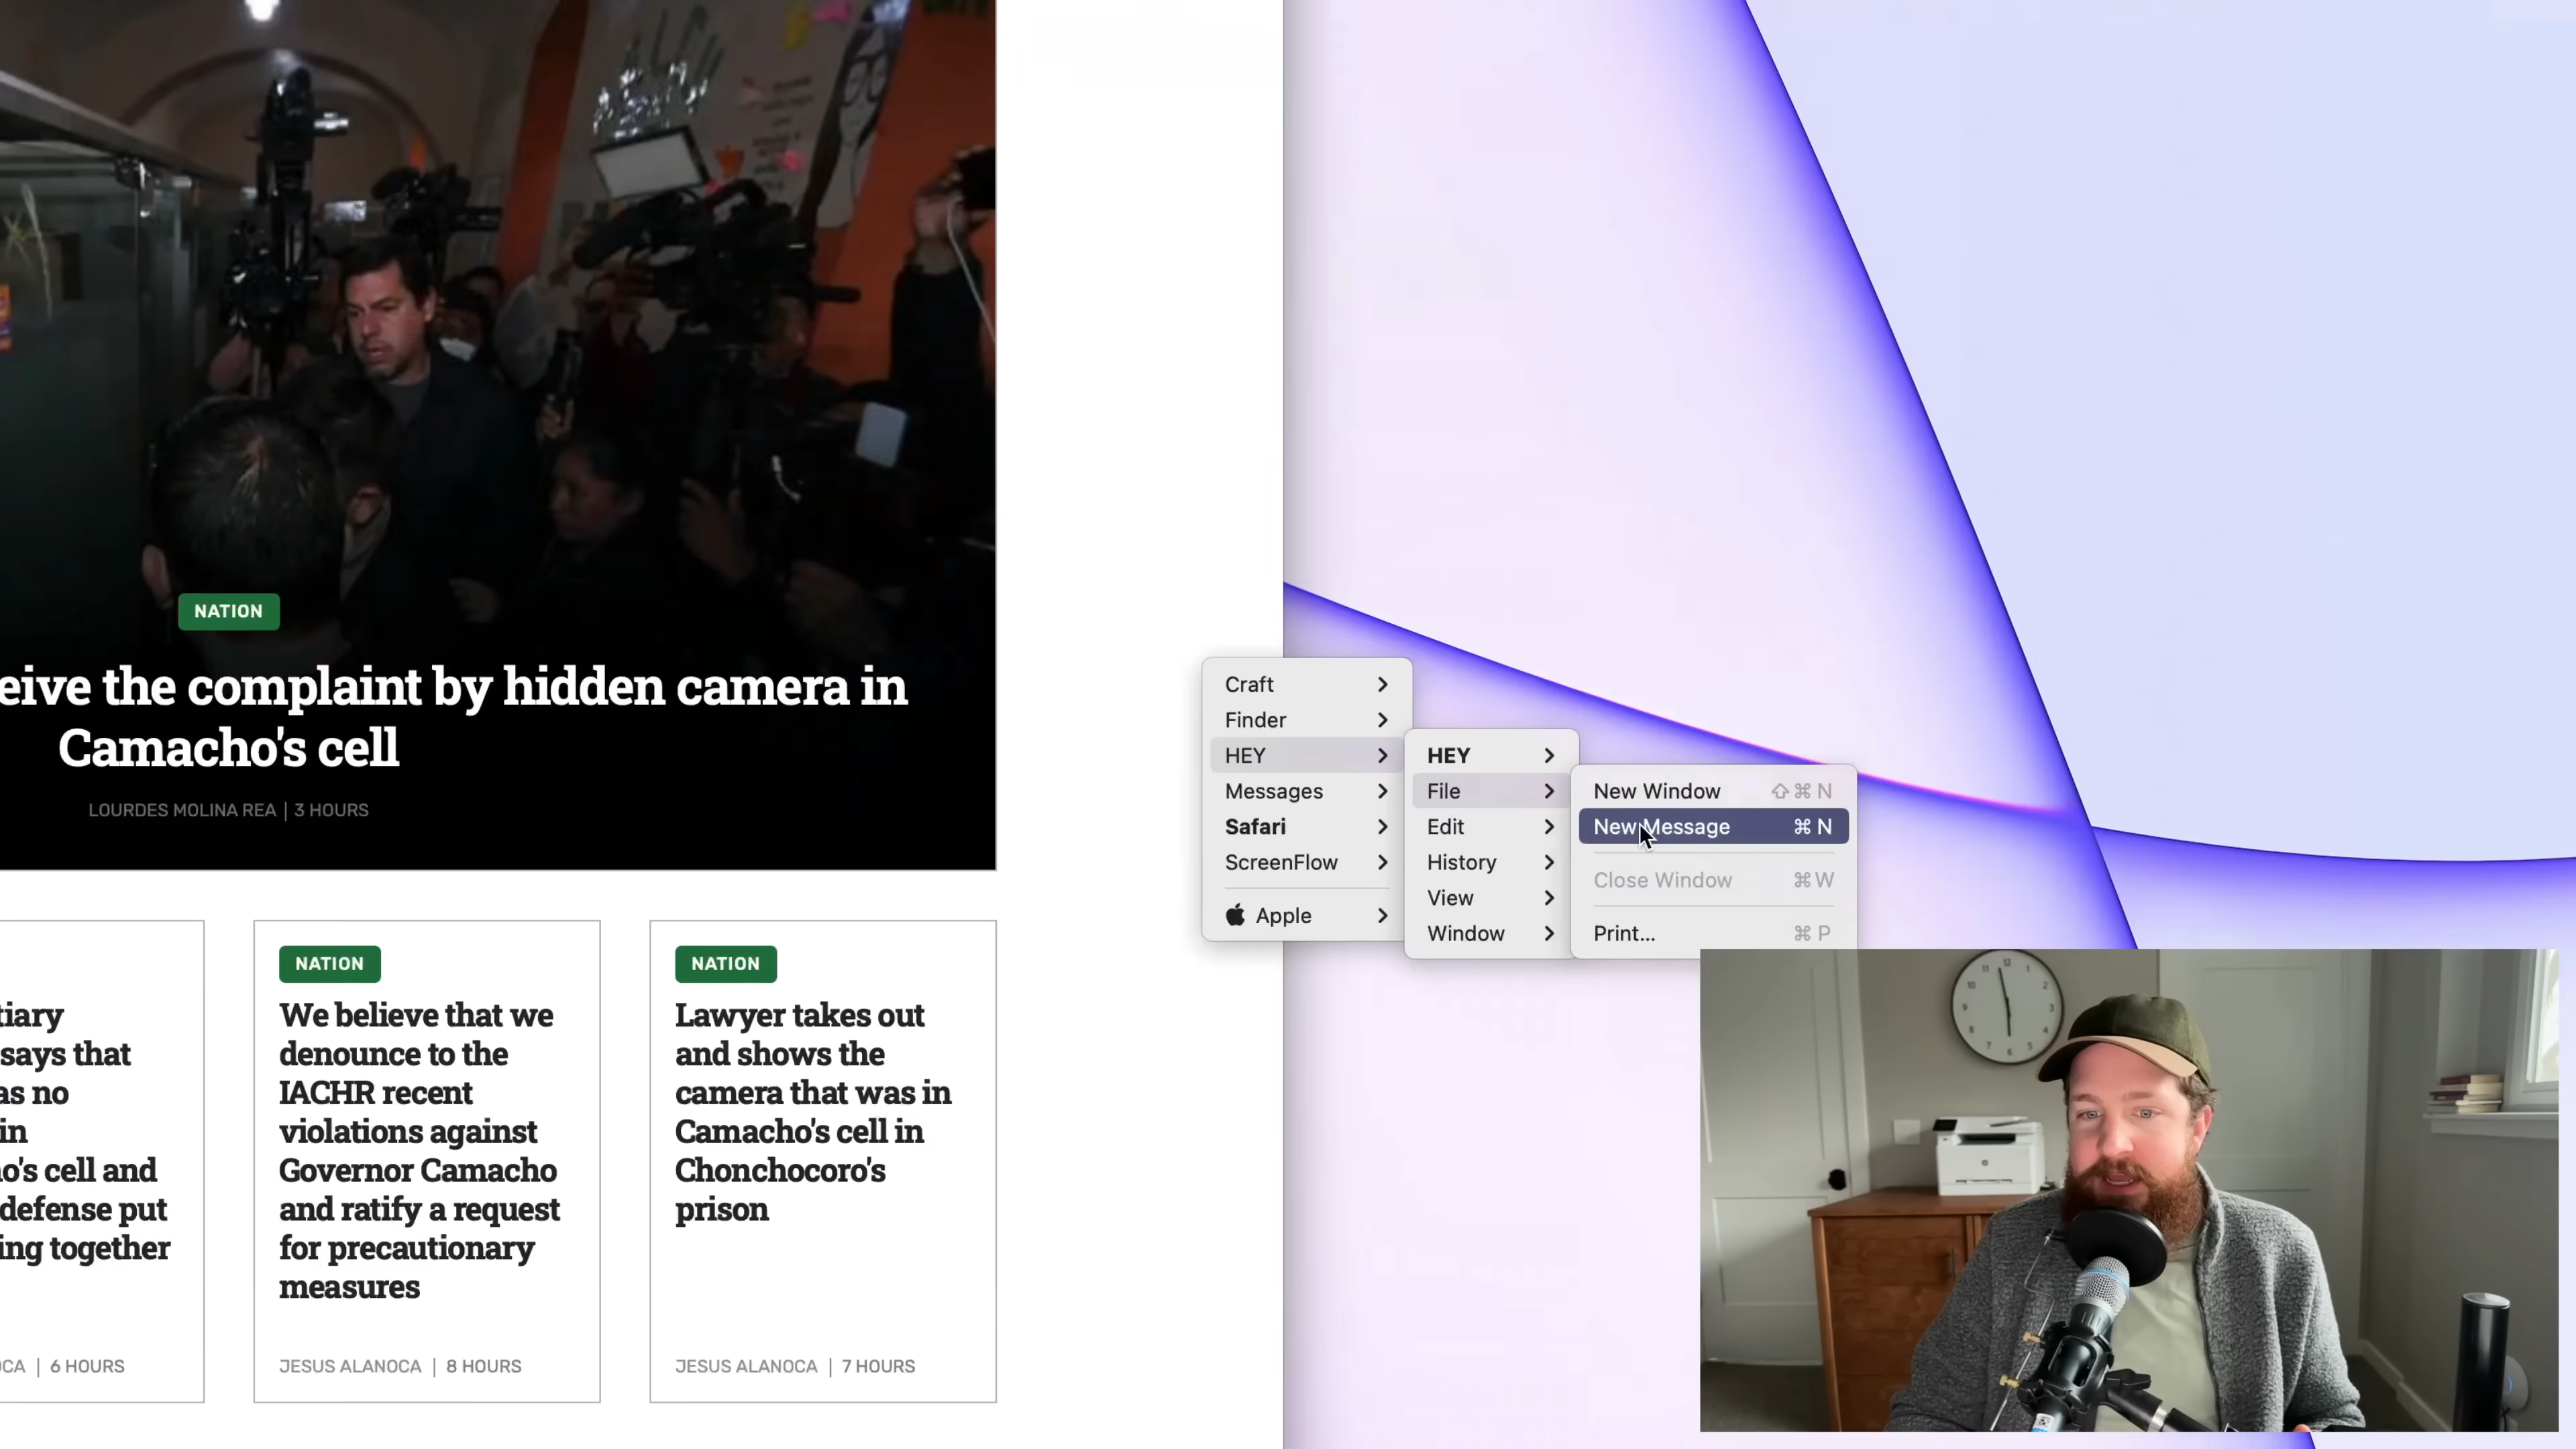 NATION
eive the complaint by hidden camera in
Camacho's cell
LOURDES MOLINA REA | 3 HOURS
tiary
says that
as no
in
o's cell and
defense put
ing together
OCA | 6 HOURS
NATION
We believe that we
denounce to the
IACHR recent
violations against
Governor Camacho
and ratify a request
for precautionary
measures
JESUS ALANOCA | 8 HOURS
NATION
Lawyer takes out
and shows the
camera that was in
Camacho's cell in
Chonchocoro's
prison
JESUS ALANOCA | 7 HOURS
Craft
Finder
HEY
Messages
Safari
ScreenFlow
Apple
HEY
File
Edit
History
View
Window
New Window ⇧⌘N
New Message ⌘N
Close Window ⌘W
Print... ⌘P